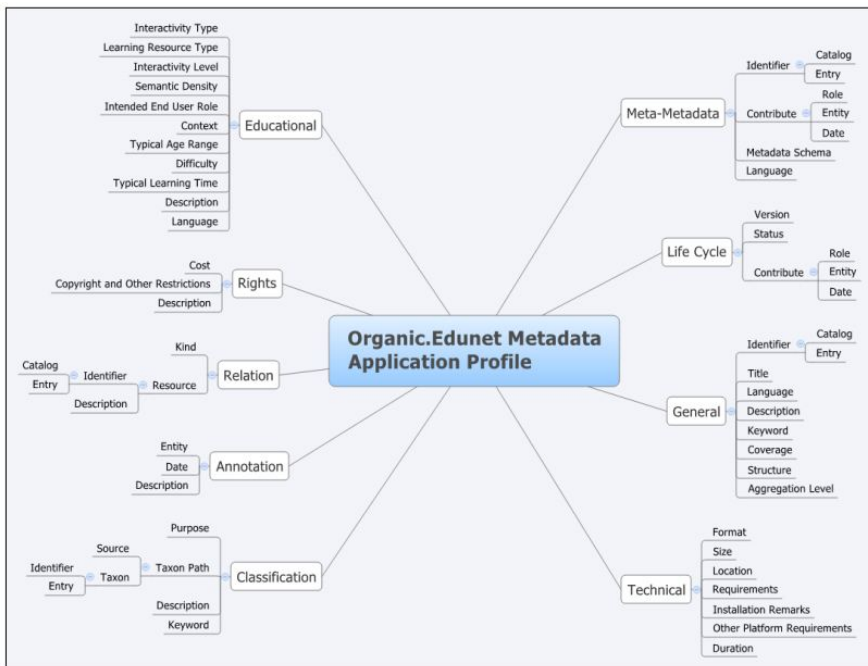 Organic.Edunet Metadata
Application Profile
Educational
Interactivity Type
Learning Resource Type
Interactivity Level
Semantic Density
Intended End User Role
Context
Typical Age Range
Difficulty
Typical Learning Time
Description
Language
Rights
Cost
Copyright and Other Restrictions
Description
Relation
Kind
Resource
Identifier
Catalog
Entry
Description
Annotation
Entity
Date
Description
Classification
Purpose
Taxon Path
Source
Taxon
Identifier
Entry
Description
Keyword
Meta-Metadata
Identifier
Catalog
Entry
Contribute
Role
Entity
Date
Metadata Schema
Language
Life Cycle
Version
Status
Contribute
Role
Entity
Date
General
Identifier
Catalog
Entry
Title
Language
Description
Keyword
Coverage
Structure
Aggregation Level
Technical
Format
Size
Location
Requirements
Installation Remarks
Other Platform Requirements
Duration